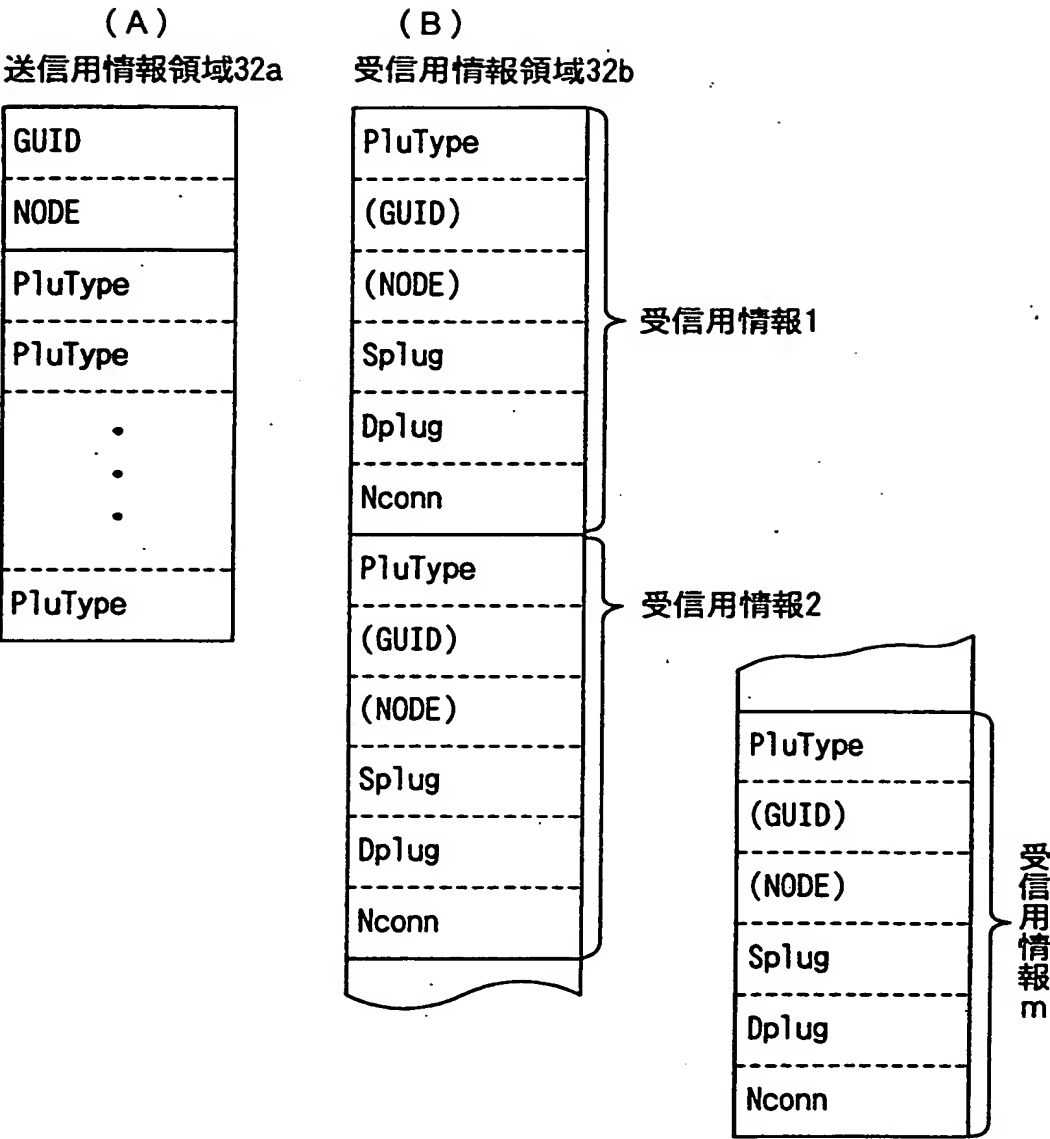 (A)
送信用情報領域32a
GUID
NODE
PluType
PluType
PluType
(B)
受信用情報領域32b
PluType
(GUID)
(NODE)
Splug
Dplug
Nconn
受信用情報1
PluType
(GUID)
(NODE)
Splug
Dplug
Nconn
受信用情報2
PluType
(GUID)
(NODE)
Splug
Dplug
Nconn
受信用情報m